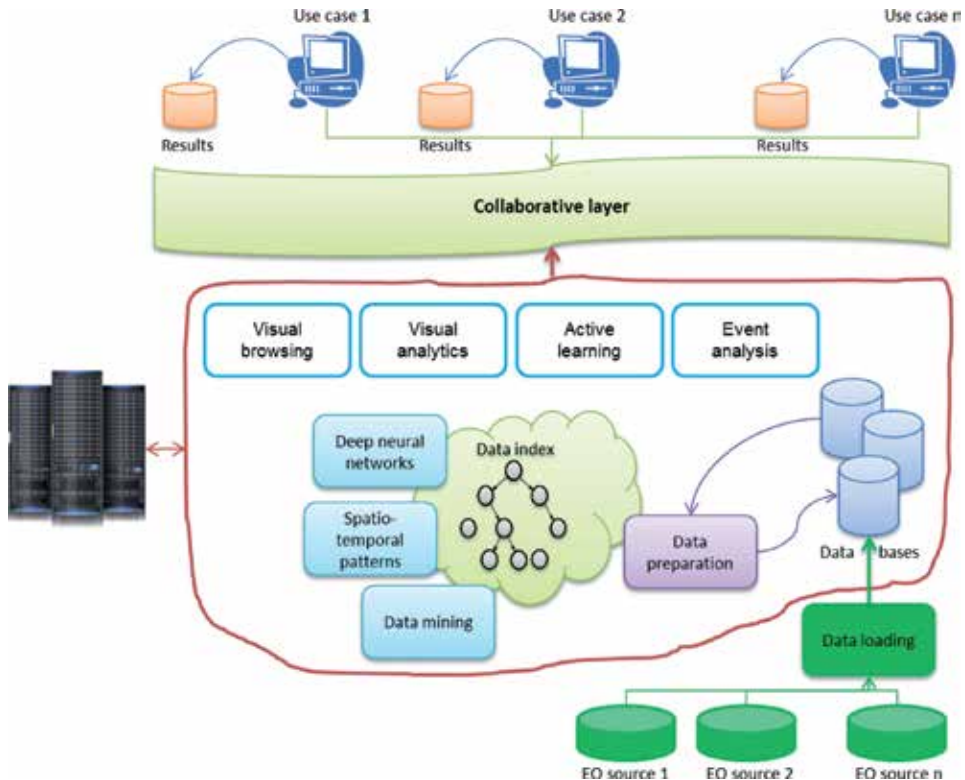 Use case 1
Use case 2
Use case n
Results
Results
Results
Collaborative layer
Visual
browsing
Visual
analytics
Active
learning
Event
analysis
Deep neural
networks
Data index
Spatio-
temporal
patterns
Data
preparation
Data bases
Data mining
Data loading
EO source 1
EO source 2
EO source n